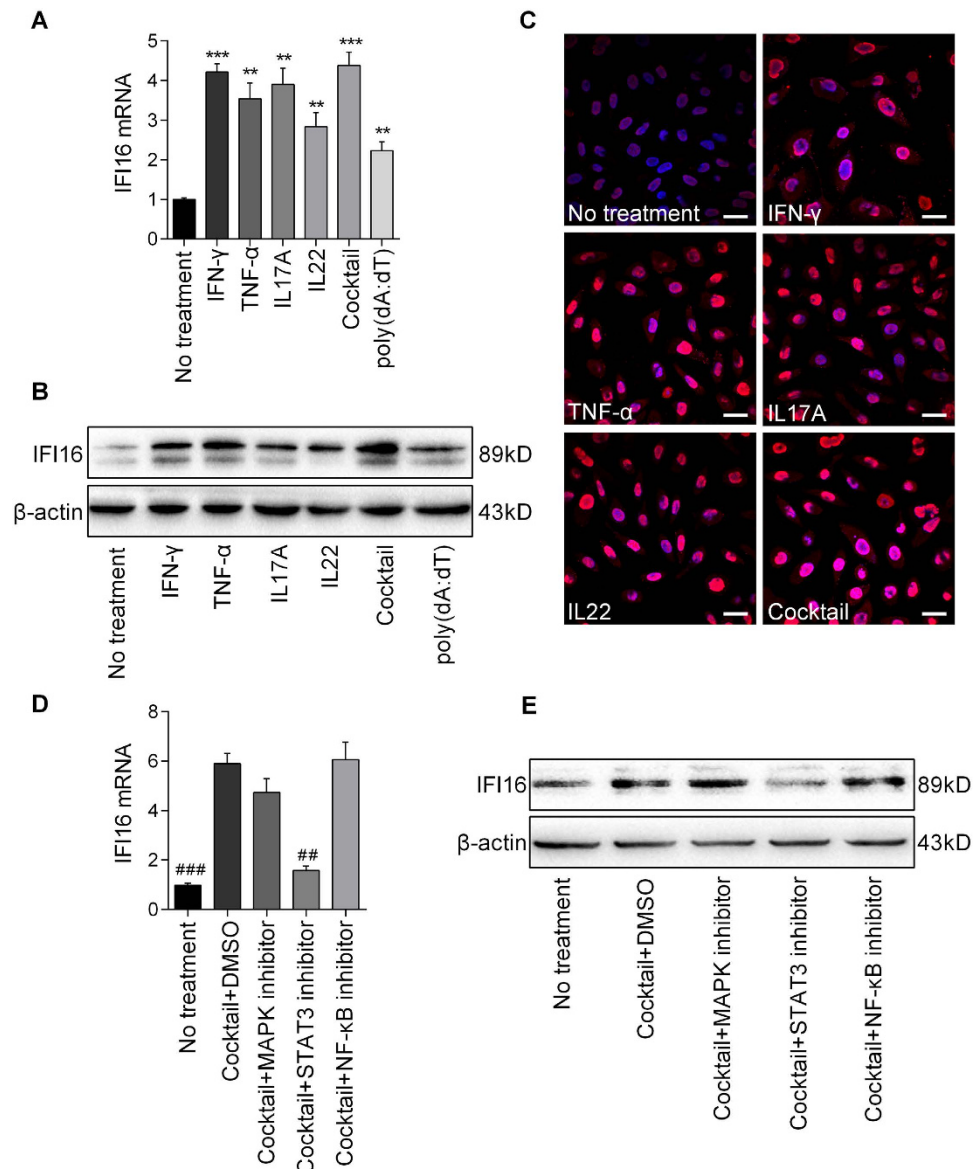 A
IFI16 mRNA
5
4
3
2
1
0
***
**
**
**
***
**
No treatment
IFN-γ
TNF-α
IL17A
IL22
Cocktail
poly(dA:dT)
B
IFI16
89kD
β-actin
43kD
No treatment
IFN-γ
TNF-α
IL17A
IL22
Cocktail
poly(dA:dT)
C
No treatment
IFN-γ
TNF-α
IL17A
IL22
Cocktail
D
IFI16 mRNA
8
6
4
2
0
###
##
No treatment
Cocktail+DMSO
Cocktail+MAPK inhibitor
Cocktail+STAT3 inhibitor
Cocktail+NF-κB inhibitor
E
IFI16
89kD
β-actin
43kD
No treatment
Cocktail+DMSO
Cocktail+MAPK inhibitor
Cocktail+STAT3 inhibitor
Cocktail+NF-κB inhibitor